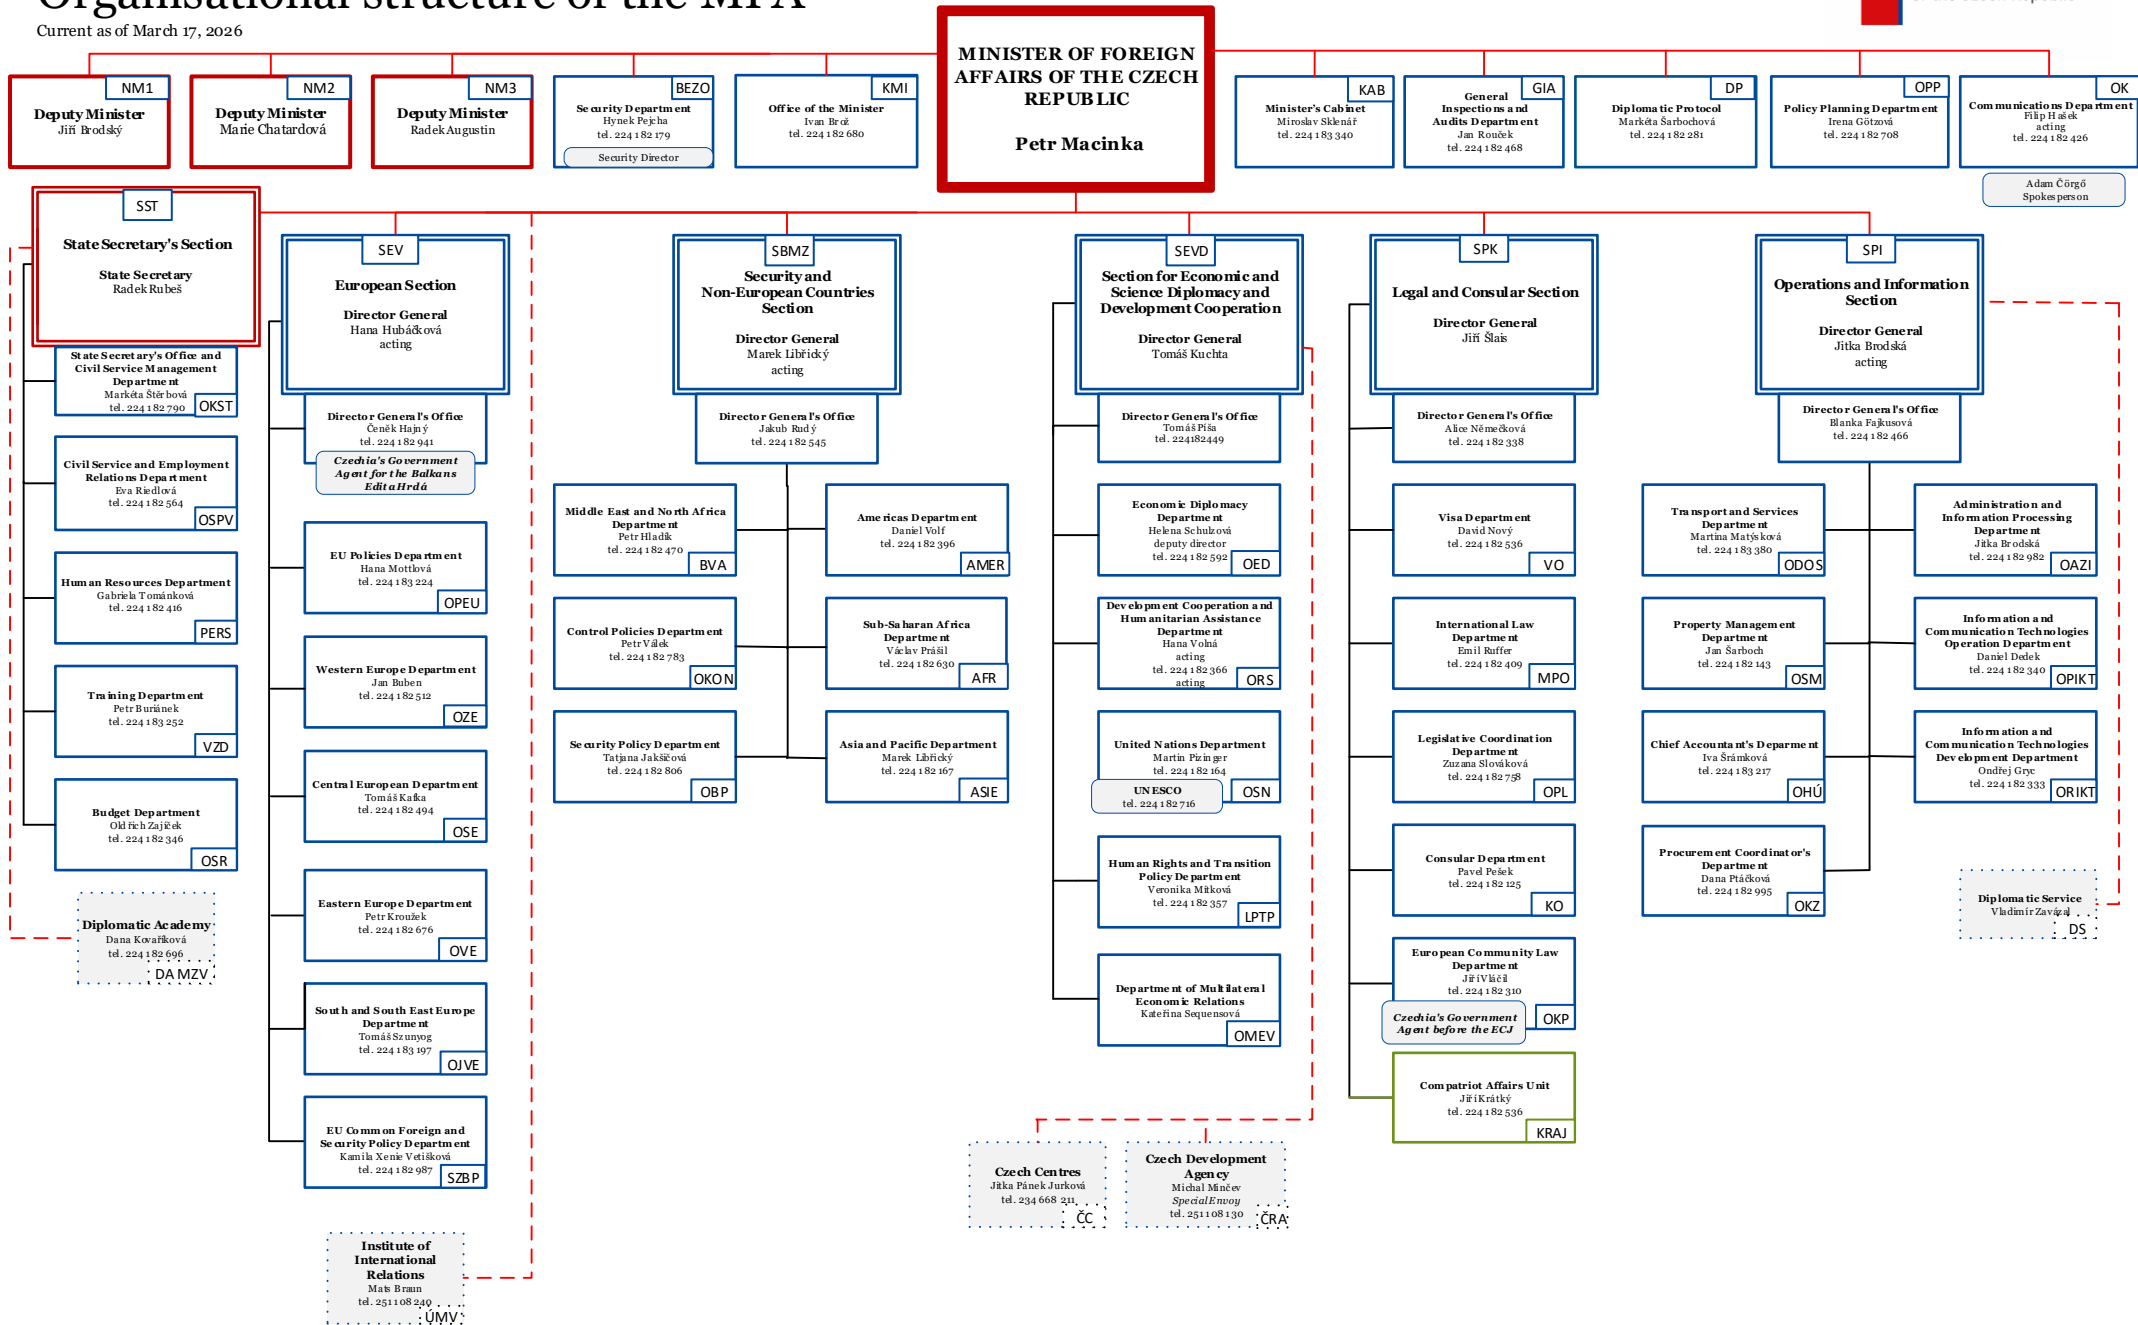 Organisational structure of the MFA
Current as of March 17, 2026
MINISTER OF FOREIGN
AFFAIRS OF THE CZECH
REPUBLIC
Petr Macinka
NM1
Deputy Minister
Jiří Brodský
NM2
Deputy Minister
Marie Chatardová
NM3
Deputy Minister
Radek Augustin
BEZO
Security Department
Hynek Pejcha
tel. 224 182 179
Security Director
KMI
Office of the Minister
Ivan Brož
tel. 224 182 680
KAB
Minister's Cabinet
Miroslav Sklenář
tel. 224 183 340
GIA
General
Inspections and
Audits Department
Jan Rouček
tel. 224 182 468
DP
Diplomatic Protocol
Markéta Šarbochová
tel. 224 182 281
OPP
Policy Planning Department
Irena Götzová
tel. 224 182 708
OK
Communications Department
Filip Hašek
acting
tel. 224 182 426
Adam Čörgő
Spokesperson
SST
State Secretary's Section
State Secretary
Radek Rubeš
State Secretary's Office and
Civil Service Management
Department
Markéta Štěrbová
tel. 224 182 790
OKST
Civil Service and Employment
Relations Department
Eva Riedlová
tel. 224 182 564
OSPV
Human Resources Department
Gabriela Tománková
tel. 224 182 416
PERS
Training Department
Petr Buriánek
tel. 224 183 252
VZD
Budget Department
Oldřich Zajíček
tel. 224 182 346
OSR
Diplomatic Academy
Dana Kovaříková
tel. 224 182 696
DA MZV
SEV
European Section
Director General
Hana Hubáčková
acting
Director General's Office
Čeněk Hajný
tel. 224 182 941
Czechia's Government
Agent for the Balkans
Edita Hrdá
EU Policies Department
Hana Mottlová
tel. 224 183 224
OPEU
Western Europe Department
Jan Buben
tel. 224 182 512
OZE
Central European Department
Tomáš Kafka
tel. 224 182 494
OSE
Eastern Europe Department
Petr Kroužek
tel. 224 182 676
OVE
South and South East Europe
Department
Tomáš Szunyog
tel. 224 183 197
OJVE
EU Common Foreign and
Security Policy Department
Kamila Xenie Vetišková
tel. 224 182 987
SZBP
Institute of
International
Relations
Mats Braun
tel. 251 108 240
ÚMV
SBMZ
Security and
Non-European Countries
Section
Director General
Marek Libřický
acting
Director General's Office
Jakub Rudý
tel. 224 182 545
Middle East and North Africa
Department
Petr Hladík
tel. 224 182 470
BVA
Americas Department
Daniel Volf
tel. 224 182 396
AMER
Control Policies Department
Petr Válek
tel. 224 182 783
OKON
Sub-Saharan Africa
Department
Václav Prášil
tel. 224 182 630
AFR
Security Policy Department
Tatjana Jakšičová
tel. 224 182 806
OBP
Asia and Pacific Department
Marek Libřický
tel. 224 182 167
ASIE
SEVD
Section for Economic and
Science Diplomacy and
Development Cooperation
Director General
Tomáš Kuchta
Director General's Office
Tomáš Píša
tel. 224182449
Economic Diplomacy
Department
Helena Schulzová
deputy director
tel. 224 182 592
OED
Development Cooperation and
Humanitarian Assistance
Department
Hana Volná
acting
tel. 224 182 366
acting
ORS
United Nations Department
Martin Pizinger
tel. 224 182 164
OSN
UNESCO
tel. 224 182 716
Human Rights and Transition
Policy Department
Veronika Mítková
tel. 224 182 357
LPTP
Department of Multilateral
Economic Relations
Kateřina Sequensová
OMEV
Czech Centres
Jitka Pánek Jurková
tel. 234 668 211
ČC
Czech Development
Agency
Michal Minčev
Special Envoy
tel. 251 108 130
ČRA
SPK
Legal and Consular Section
Director General
Jiří Šlais
Director General's Office
Alice Němečková
tel. 224 182 338
Visa Department
David Nový
tel. 224 182 536
VO
International Law
Department
Emil Ruffer
tel. 224 182 409
MPO
Legislative Coordination
Department
Zuzana Slováková
tel. 224 182 758
OPL
Consular Department
Pavel Pešek
tel. 224 182 125
KO
European Community Law
Department
Jiří Vláčil
tel. 224 182 310
OKP
Czechia's Government
Agent before the ECJ
Compatriot Affairs Unit
Jiří Krátký
tel. 224 182 536
KRAJ
SPI
Operations and Information
Section
Director General
Jitka Brodská
acting
Director General's Office
Blanka Fajkusová
tel. 224 182 466
Transport and Services
Department
Martina Matýsková
tel. 224 183 380
ODOS
Administration and
Information Processing
Department
Jitka Brodská
tel. 224 182 982
OAZI
Property Management
Department
Jan Šarboch
tel. 224 182 143
OSM
Information and
Communication Technologies
Operation Department
Daniel Dedek
tel. 224 182 340
OPIKT
Chief Accountant's Deparment
Iva Šrámková
tel. 224 183 217
OHÚ
Information and
Communication Technologies
Development Department
Ondřej Gryc
tel. 224 182 333
ORIKT
Procurement Coordinator's
Department
Dana Ptáčková
tel. 224 182 995
OKZ
Diplomatic Service
Vladimír Zavázal
DS